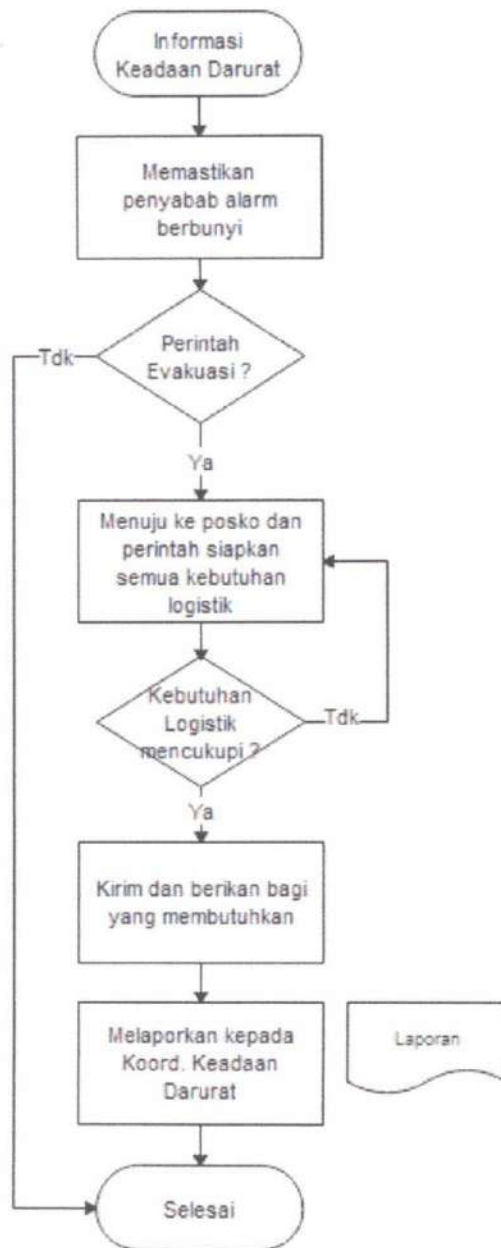 Informasi
Keadaan Darurat
Memastikan
penyabab alarm
berbunyi
Perintah
Evakuasi ?
Tdk
Ya
Menuju ke posko dan
perintah siapkan
semua kebutuhan
logistik
Kebutuhan
Logistik
mencukupi ?
Tdk
Ya
Kirim dan berikan bagi
yang membutuhkan
Melaporkan kepada
Koord. Keadaan
Darurat
Laporan
Selesai